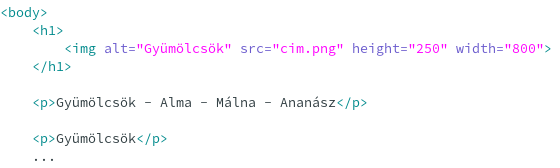 <body>
<h1>
<img alt="Gyümölcsök" src="cim.png" height="250" width="800">
</h1>
<p>Gyümölcsök - Alma - Málna - Ananász</p>
<p>Gyümölcsök</p>
...